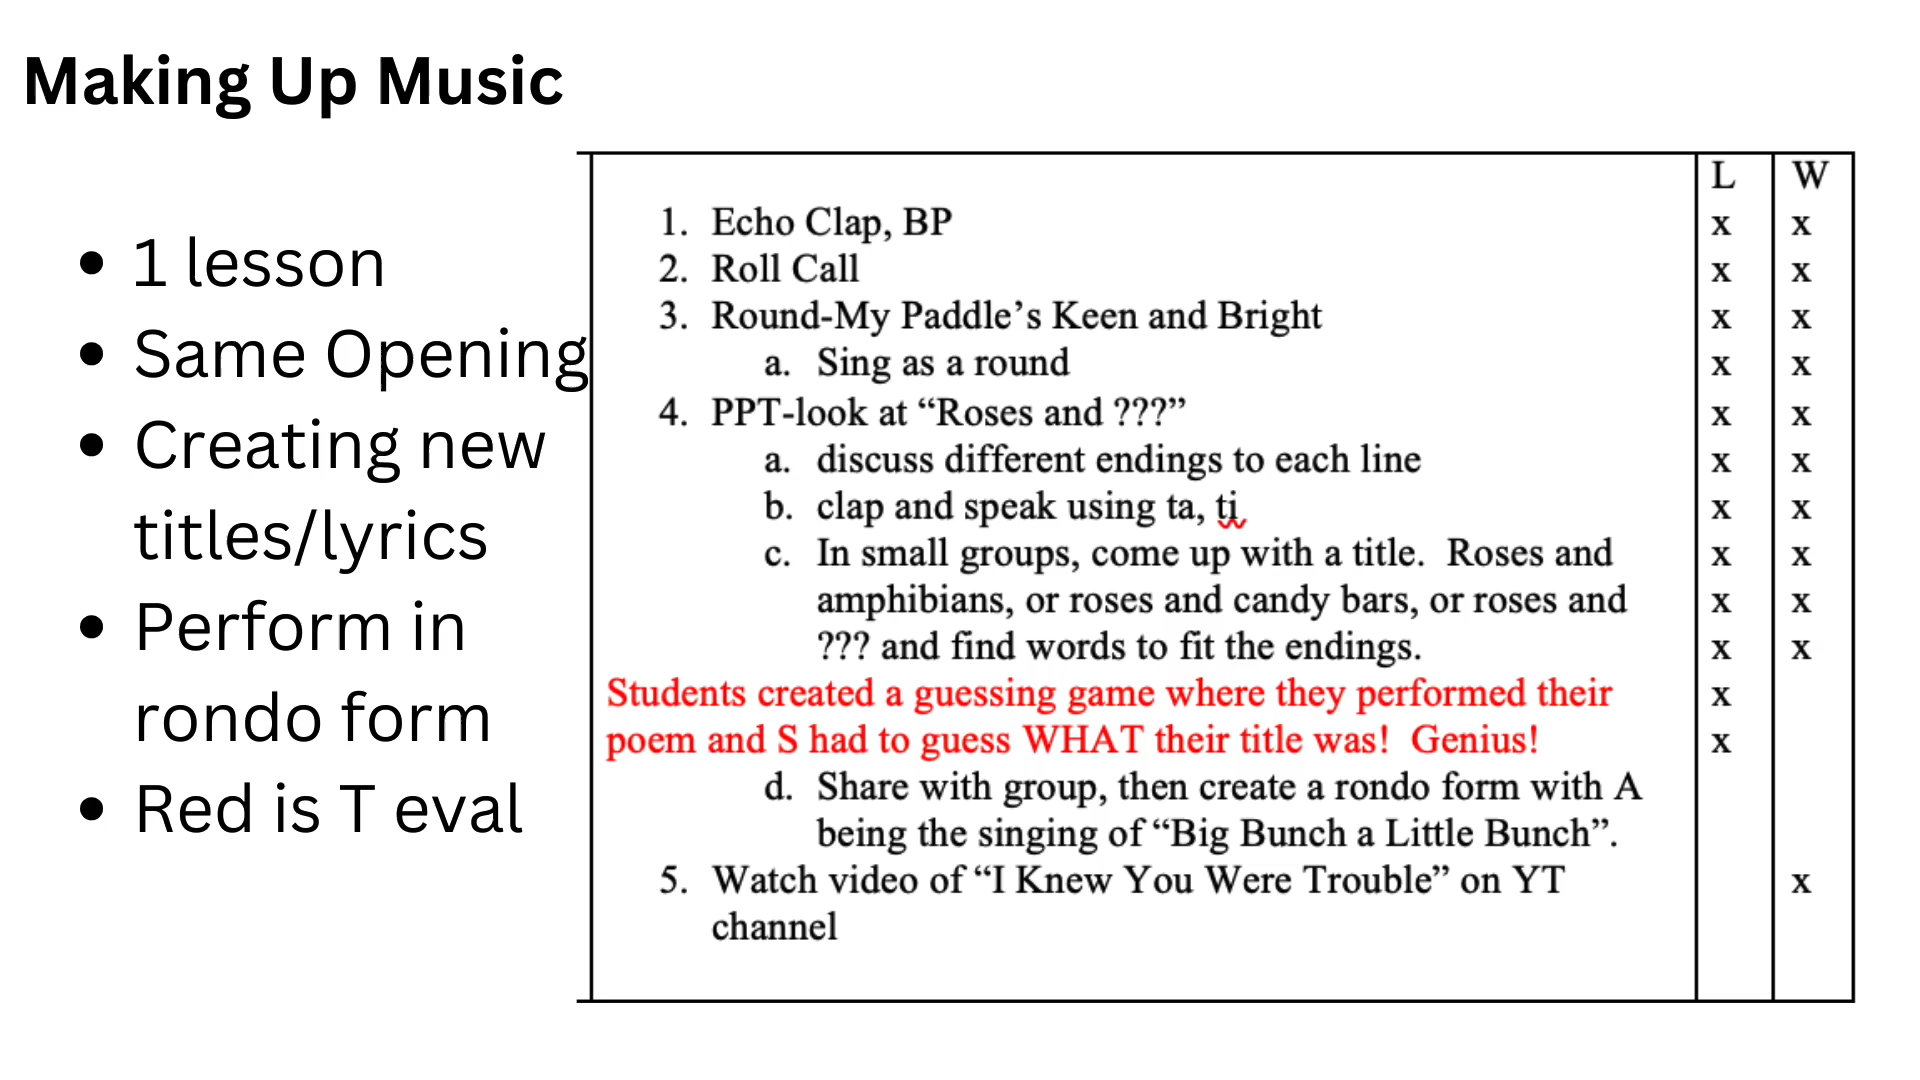 Making Up Music
• 1 lesson
• Same Opening
• Creating new
titles/lyrics
• Perform in
rondo form
• Red is T eval
L W
1. Echo Clap, BP x x
2. Roll Call x x
3. Round-My Paddle’s Keen and Bright x x
a. Sing as a round x x
4. PPT-look at “Roses and ???” x x
a. discuss different endings to each line x x
b. clap and speak using ta, ti x x
c. In small groups, come up with a title. Roses and x x
amphibians, or roses and candy bars, or roses and x x
??? and find words to fit the endings. x x
Students created a guessing game where they performed their x
poem and S had to guess WHAT their title was! Genius! x
d. Share with group, then create a rondo form with A
being the singing of “Big Bunch a Little Bunch”.
5. Watch video of “I Knew You Were Trouble” on YT x
channel